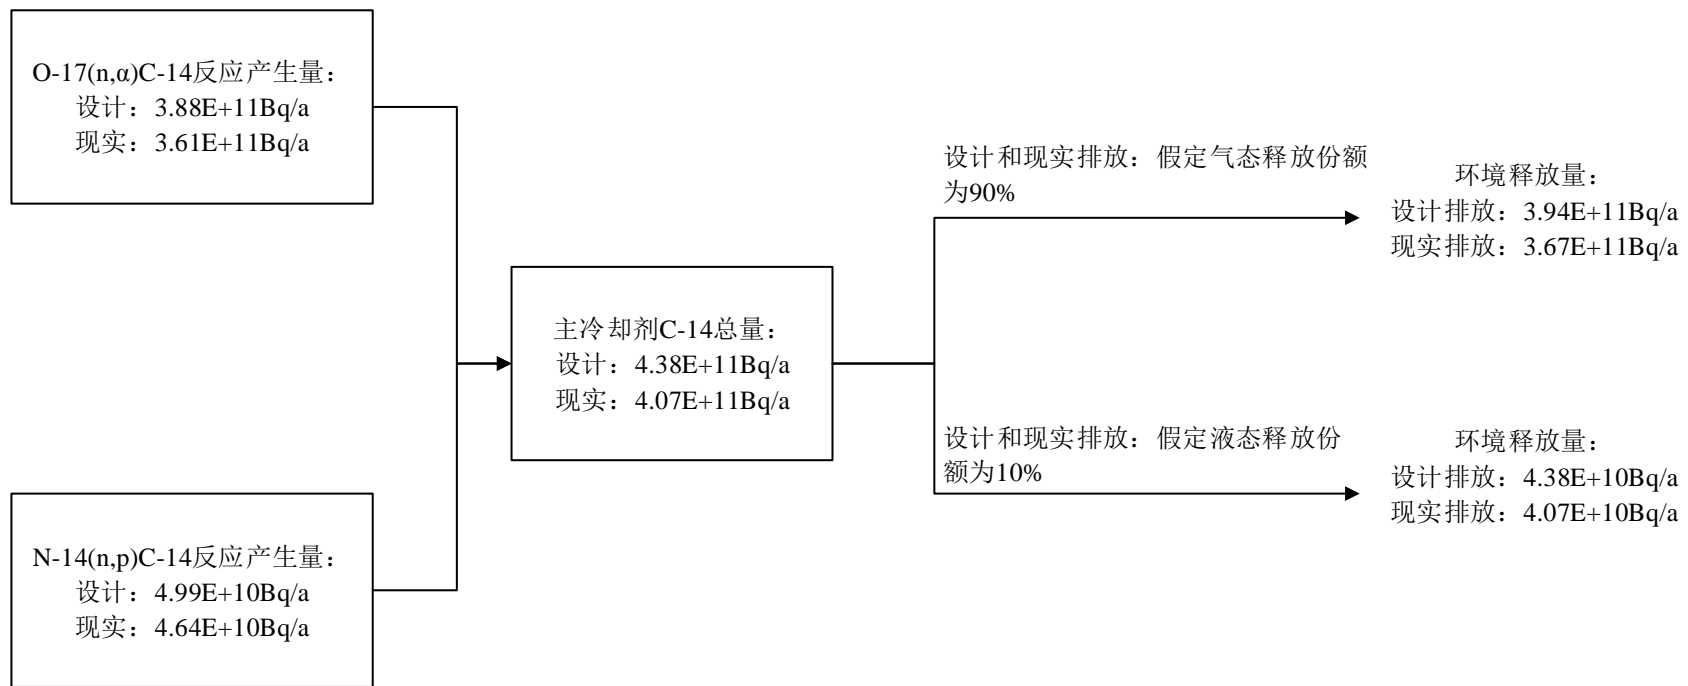 O-17(n,α)C-14反应产生量：
设计：3.88E+11Bq/a
现实：3.61E+11Bq/a
N-14(n,p)C-14反应产生量：
设计：4.99E+10Bq/a
现实：4.64E+10Bq/a
主冷却剂C-14总量：
设计：4.38E+11Bq/a
现实：4.07E+11Bq/a
设计和现实排放：假定气态释放份额
为90%
环境释放量：
设计排放：3.94E+11Bq/a
现实排放：3.67E+11Bq/a
设计和现实排放：假定液态释放份
额为10%
环境释放量：
设计排放：4.38E+10Bq/a
现实排放：4.07E+10Bq/a